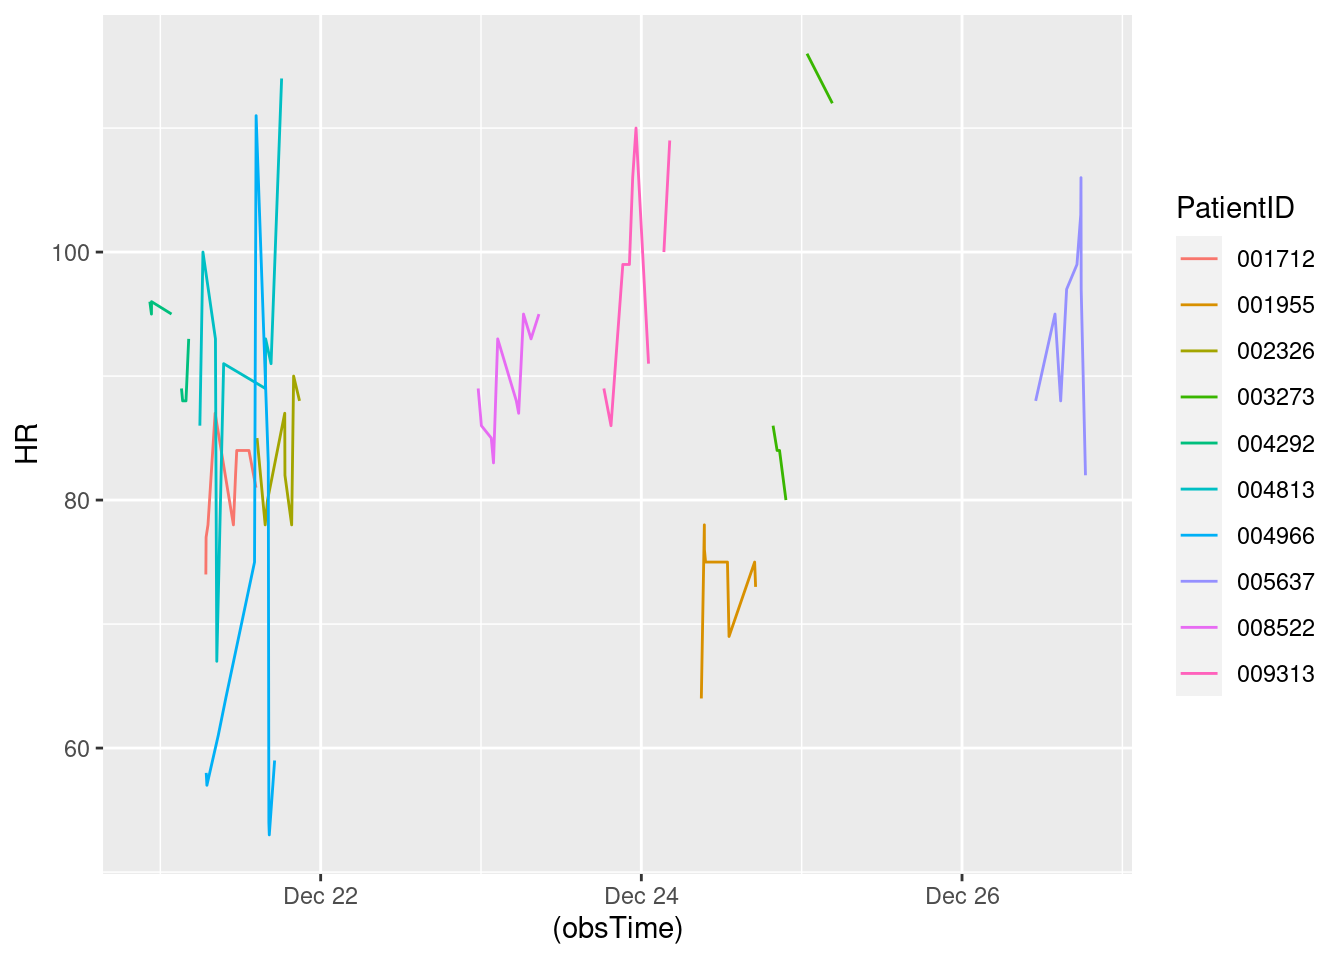 HR
100
80
60
Dec 22
Dec 24
Dec 26
(obsTime)
PatientID
001712
001955
002326
003273
004292
004813
004966
005637
008522
009313